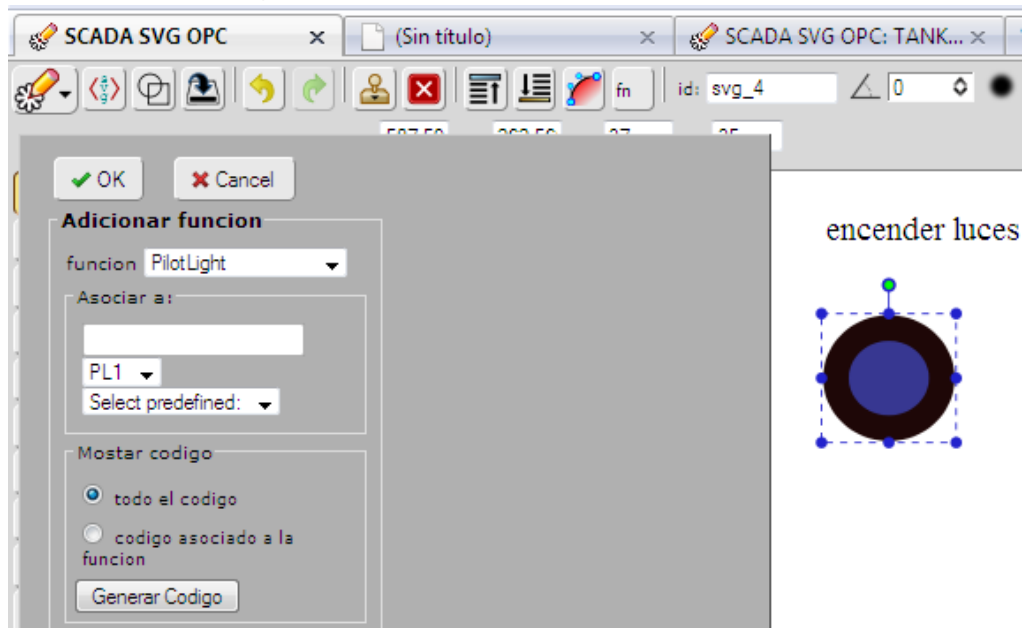 SCADA SVG OPC
(Sin título)
SCADA SVG OPC: TANK...
fn
id: svg_4
0
OK
Cancel
Adicionar funcion
funcion PilotLight
Asociar a:
PL1
Select predefined:
Mostar codigo
todo el codigo
codigo asociado a la
funcion
Generar Codigo
encender luces